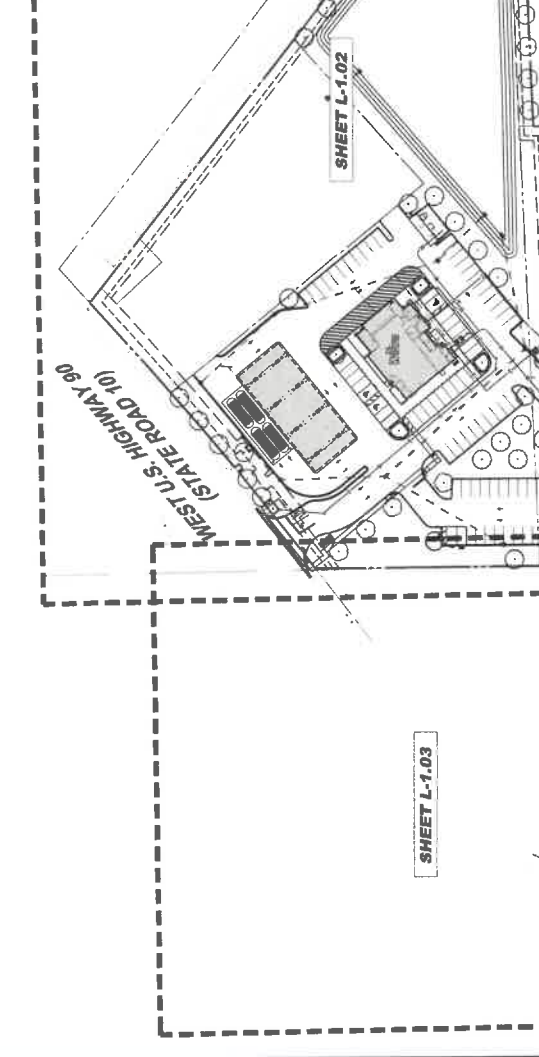 SHEET L-1.02
WEST U.S. HIGHWAY 90
(STATE ROAD 10)
SHEET L-1.03